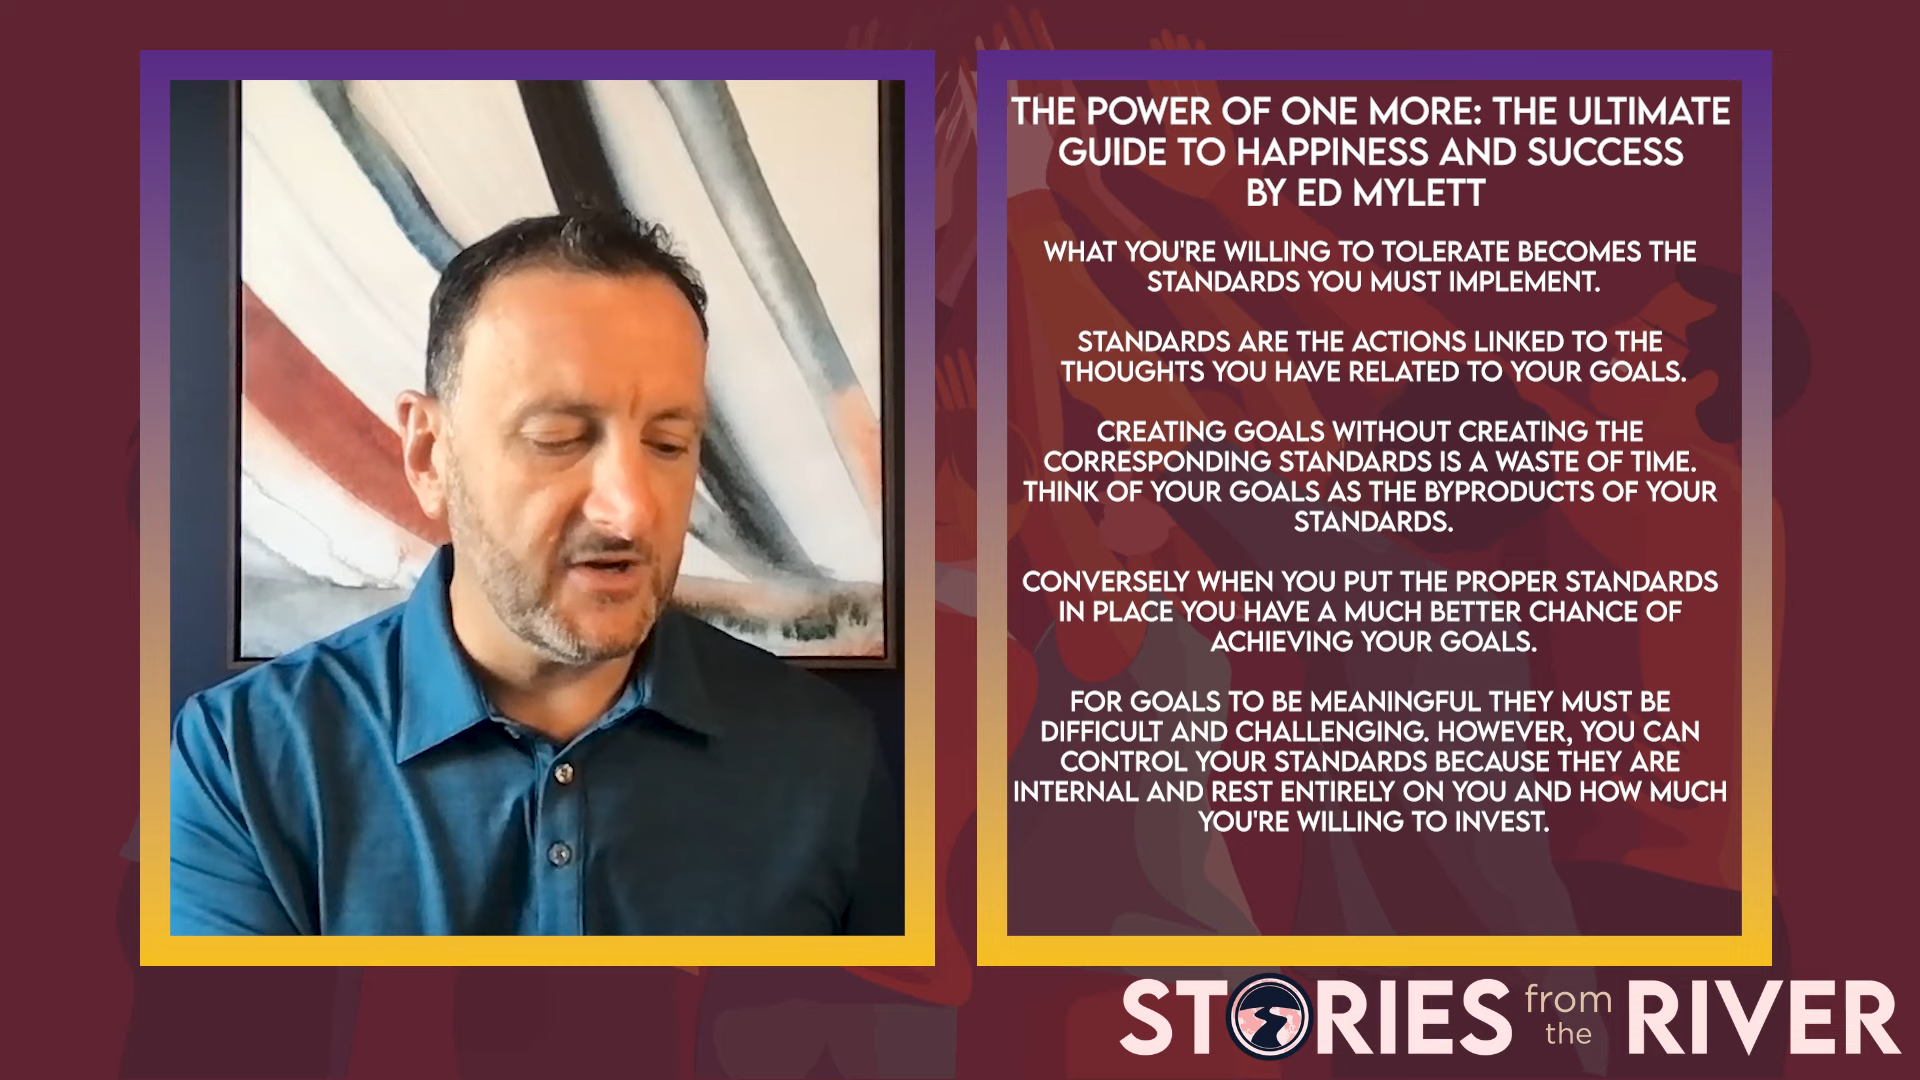 THE POWER OF ONE MORE: THE ULTIMATE
GUIDE TO HAPPINESS AND SUCCESS
BY ED MYLETT
WHAT YOU'RE WILLING TO TOLERATE BECOMES THE
STANDARDS YOU MUST IMPLEMENT.
STANDARDS ARE THE ACTIONS LINKED TO THE
THOUGHTS YOU HAVE RELATED TO YOUR GOALS.
CREATING GOALS WITHOUT CREATING THE
CORRESPONDING STANDARDS IS A WASTE OF TIME.
THINK OF YOUR GOALS AS THE BYPRODUCTS OF YOUR
STANDARDS.
CONVERSELY WHEN YOU PUT THE PROPER STANDARDS
IN PLACE YOU HAVE A MUCH BETTER CHANCE OF
ACHIEVING YOUR GOALS.
FOR GOALS TO BE MEANINGFUL THEY MUST BE
DIFFICULT AND CHALLENGING. HOWEVER, YOU CAN
CONTROL YOUR STANDARDS BECAUSE THEY ARE
INTERNAL AND REST ENTIRELY ON YOU AND HOW MUCH
YOU'RE WILLING TO INVEST.
STORIES from the RIVER